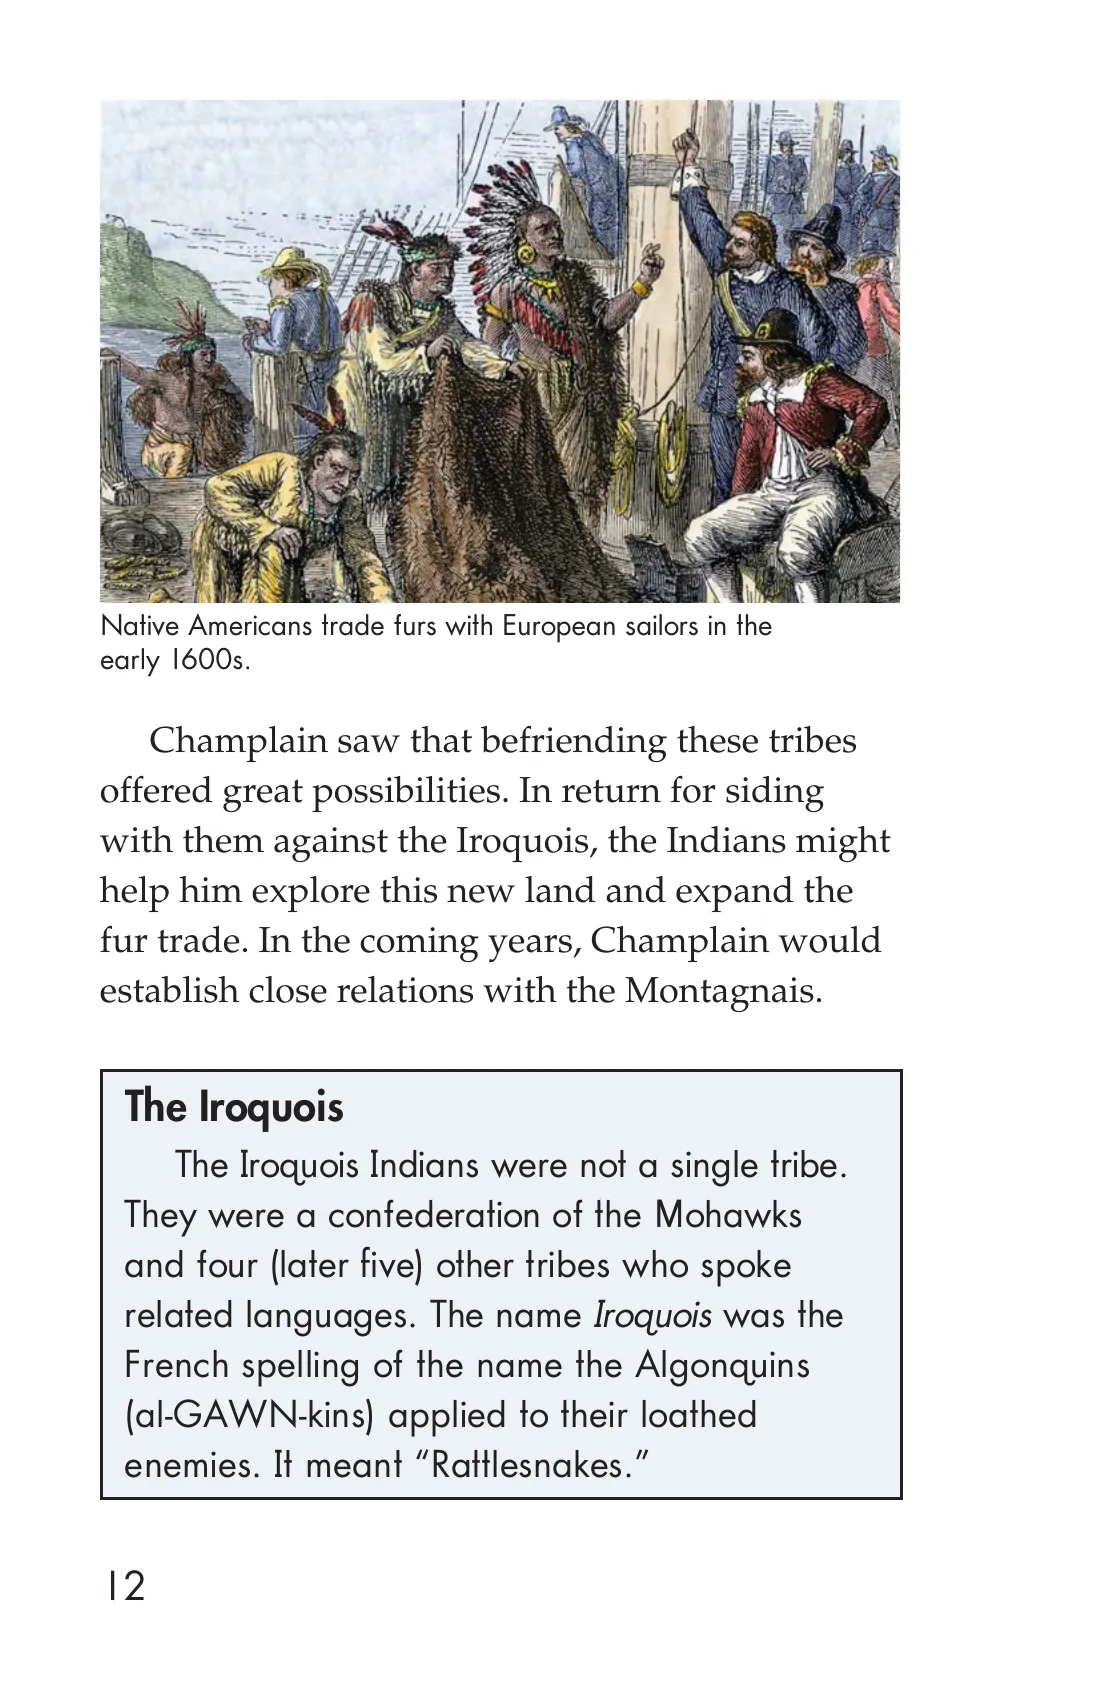 Native Americans trade furs with European sailors in the
early 1600s.
Champlain saw that befriending these tribes
offered great possibilities. In return for siding
with them against the Iroquois, the Indians might
help him explore this new land and expand the
fur trade. In the coming years, Champlain would
establish close relations with the Montagnais.
The Iroquois
The Iroquois Indians were not a single tribe.
They were a confederation of the Mohawks
and four (later five) other tribes who spoke
related languages. The name Iroquois was the
French spelling of the name the Algonquins
(al-GAWN-kins) applied to their loathed
enemies. It meant “Rattlesnakes.”
12